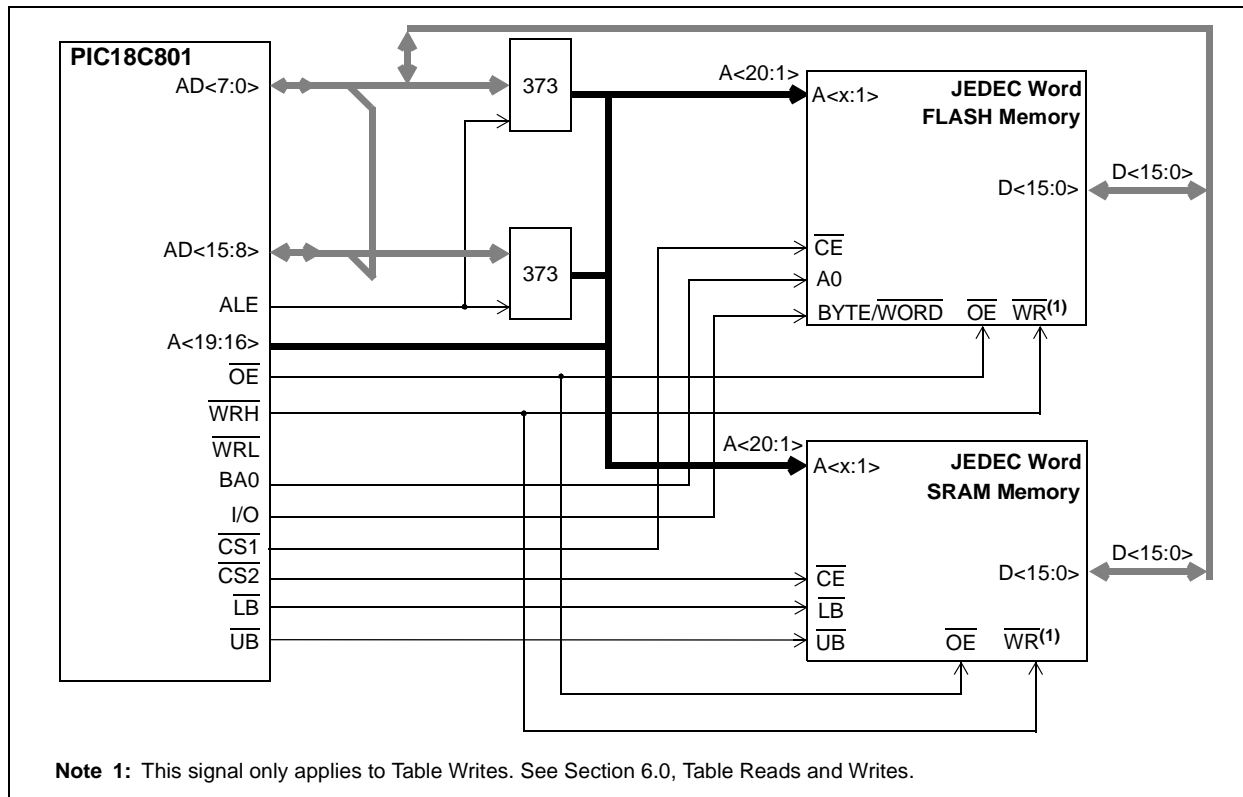 PIC18C801
AD<7:0>
AD<15:8>
ALE
A<19:16>
OE
WRH
WRL
BA0
I/O
CS1
CS2
LB
UB
373
373
A<20:1>
A<x:1>
JEDEC Word
FLASH Memory
D<15:0>
D<15:0>
CE
A0
BYTE/WORD OE WR(1)
A<20:1>
A<x:1>
JEDEC Word
SRAM Memory
D<15:0>
D<15:0>
CE
LB
UB OE WR(1)
Note 1: This signal only applies to Table Writes. See Section 6.0, Table Reads and Writes.